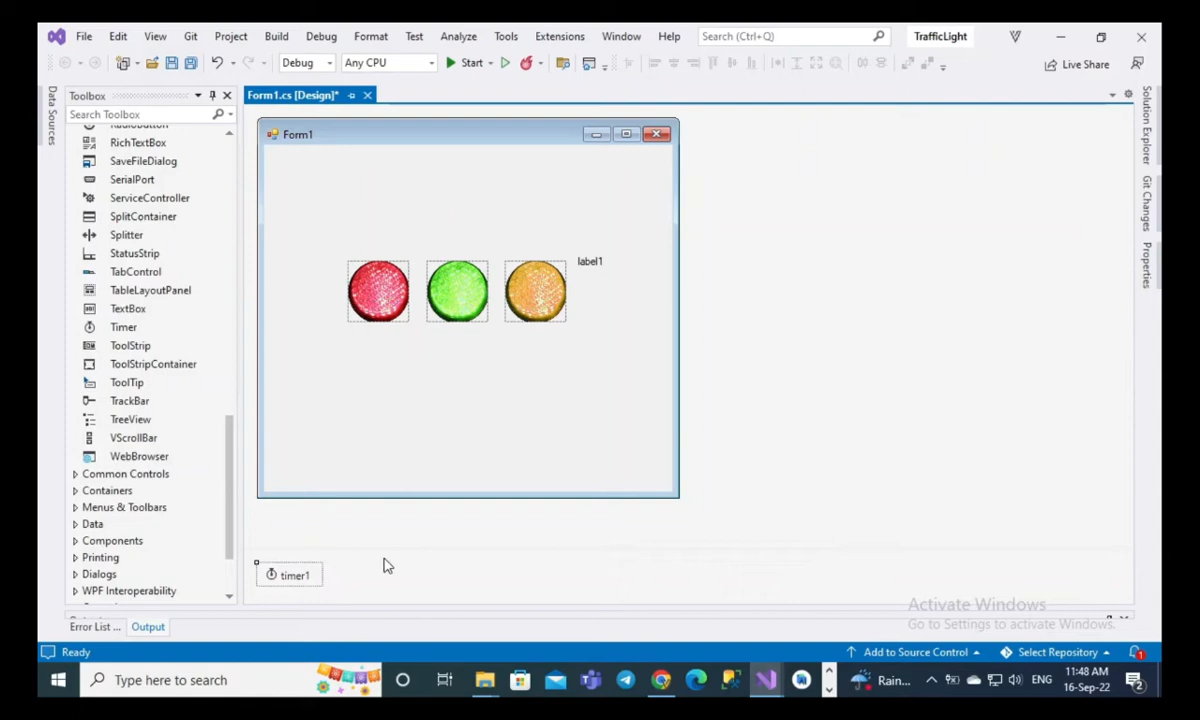 File Edit View Git Project Build Debug Format Test Analyze Tools Extensions Window Help Search (Ctrl+Q) TrafficLight
Debug Any CPU Start Live Share
Data Sources
Toolbox
Search Toolbox
RadioButton
RichTextBox
SaveFileDialog
SerialPort
ServiceController
SplitContainer
Splitter
StatusStrip
TabControl
TableLayoutPanel
TextBox
Timer
ToolStrip
ToolStripContainer
ToolTip
TrackBar
TreeView
VScrollBar
WebBrowser
Common Controls
Containers
Menus & Toolbars
Data
Components
Printing
Dialogs
WPF Interoperability
Form1.cs [Design]*
Form1
label1
timer1
Solution Explorer
Git Changes
Properties
Activate Windows
Go to Settings to activate Windows.
Error List ... Output
Ready Add to Source Control Select Repository 1
Type here to search Rain... ENG 11:48 AM
16-Sep-22 2